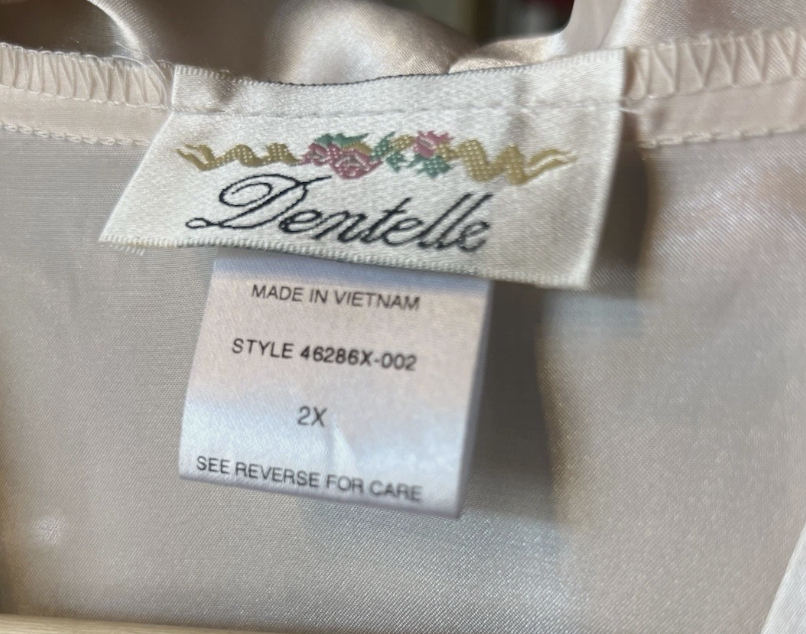 Dentelle
MADE IN VIETNAM
STYLE 46286X-002
2X
SEE REVERSE FOR CARE